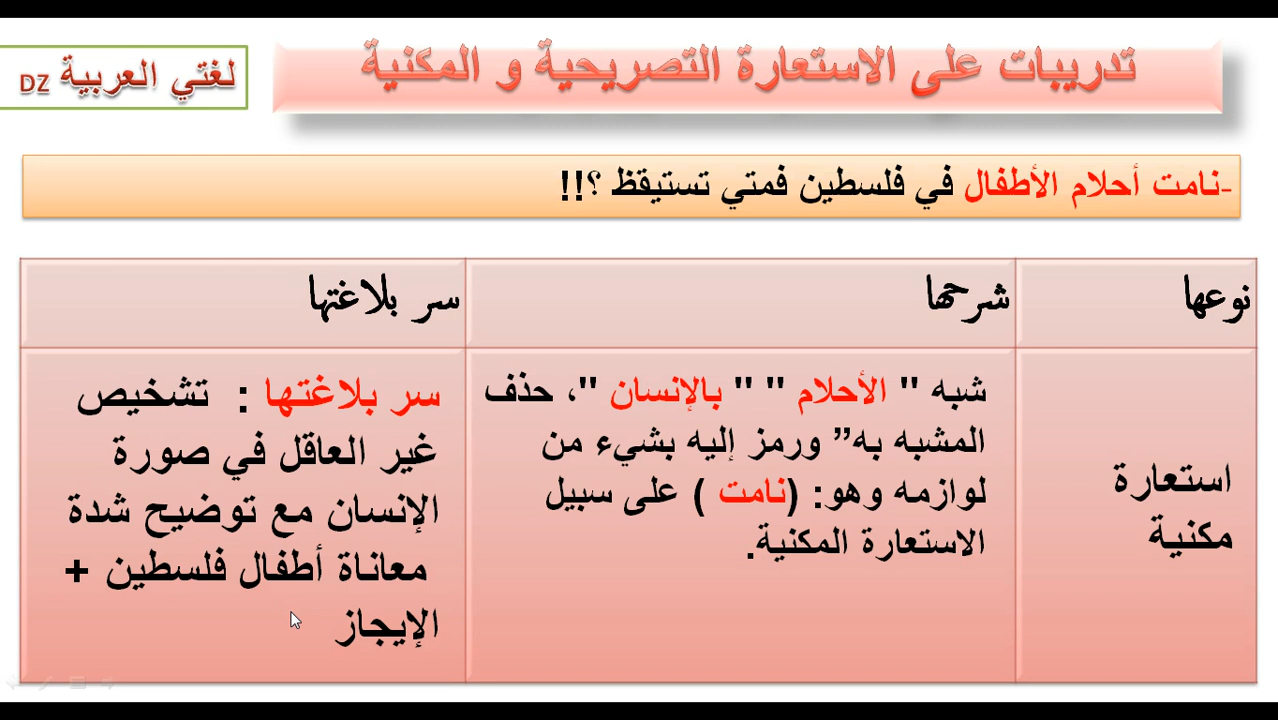 تدريبات على الاستعارة التصريحية و المكنية
لغتي العربية DZ
-نامت أحلام الأطفال في فلسطين فمتي تستيقظ ؟!!
نوعها
شرحها
سر بلاغتها
استعارة
مكنية
شبه " الأحلام " " بالإنسان "، حذف
المشبه به” ورمز إليه بشيء من
لوازمه وهو: (نامت ) على سبيل
الاستعارة المكنية.
سر بلاغتها : تشخيص
غير العاقل في صورة
الإنسان مع توضيح شدة
معاناة أطفال فلسطين +
الإيجاز